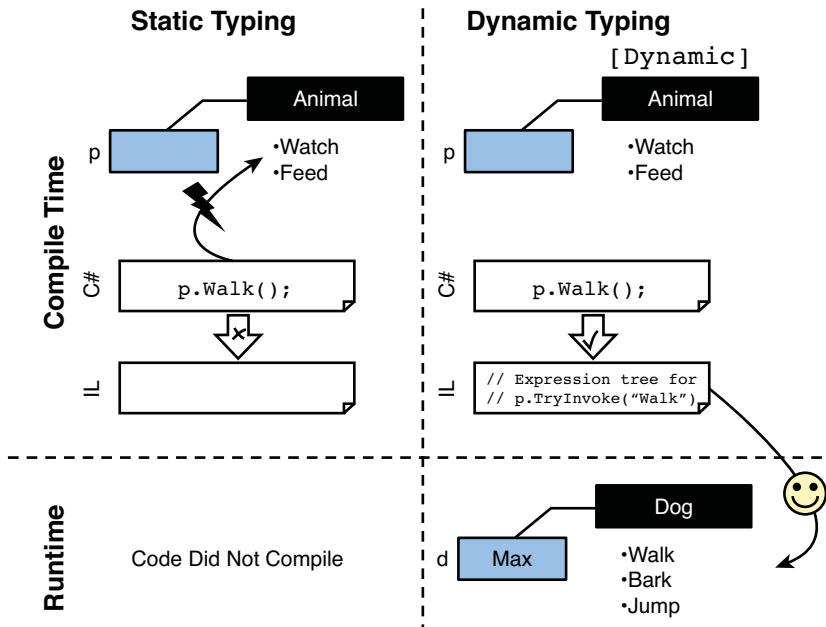 Static Typing
Dynamic Typing
Compile Time
Animal
p
•Watch
•Feed
C#
p.Walk();
IL
[Dynamic]
Animal
p
•Watch
•Feed
C#
p.Walk();
IL
// Expression tree for
// p.TryInvoke(“Walk”)
Runtime
Code Did Not Compile
Dog
d
Max
•Walk
•Bark
•Jump